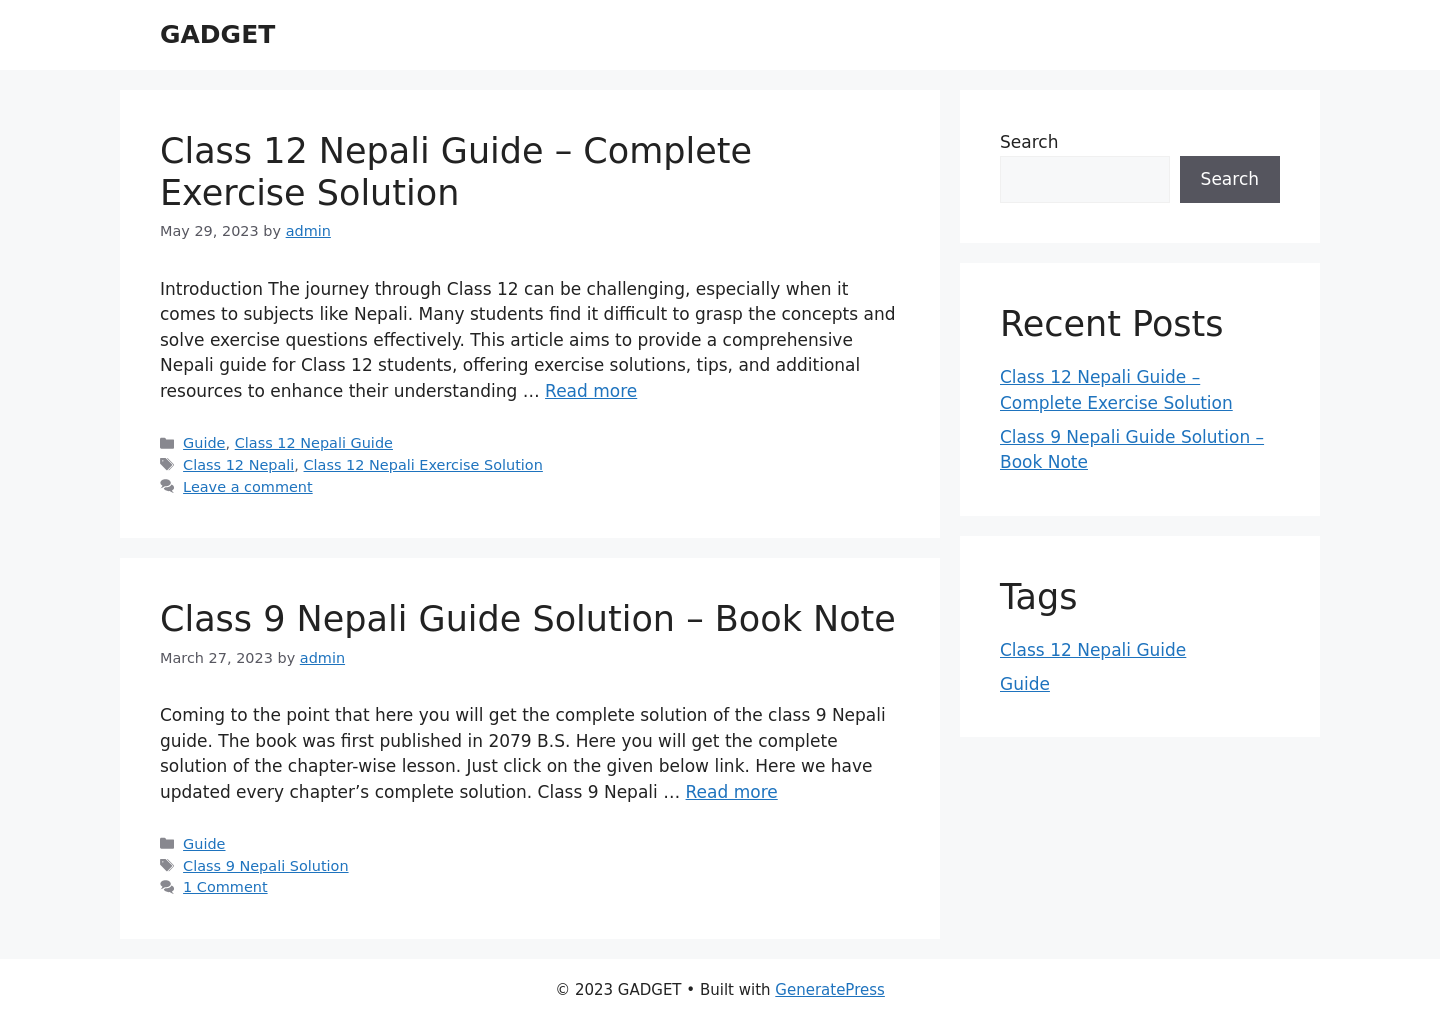 GADGET
Class 12 Nepali Guide – Complete
Exercise Solution
May 29, 2023 by admin
Introduction The journey through Class 12 can be challenging, especially when it
comes to subjects like Nepali. Many students find it difficult to grasp the concepts and
solve exercise questions effectively. This article aims to provide a comprehensive
Nepali guide for Class 12 students, offering exercise solutions, tips, and additional
resources to enhance their understanding … Read more
Guide, Class 12 Nepali Guide
Class 12 Nepali, Class 12 Nepali Exercise Solution
Leave a comment
Class 9 Nepali Guide Solution – Book Note
March 27, 2023 by admin
Coming to the point that here you will get the complete solution of the class 9 Nepali
guide. The book was first published in 2079 B.S. Here you will get the complete
solution of the chapter-wise lesson. Just click on the given below link. Here we have
updated every chapter’s complete solution. Class 9 Nepali … Read more
Guide
Class 9 Nepali Solution
1 Comment
Search
Search
Recent Posts
Class 12 Nepali Guide –
Complete Exercise Solution
Class 9 Nepali Guide Solution –
Book Note
Tags
Class 12 Nepali Guide
Guide
© 2023 GADGET • Built with GeneratePress